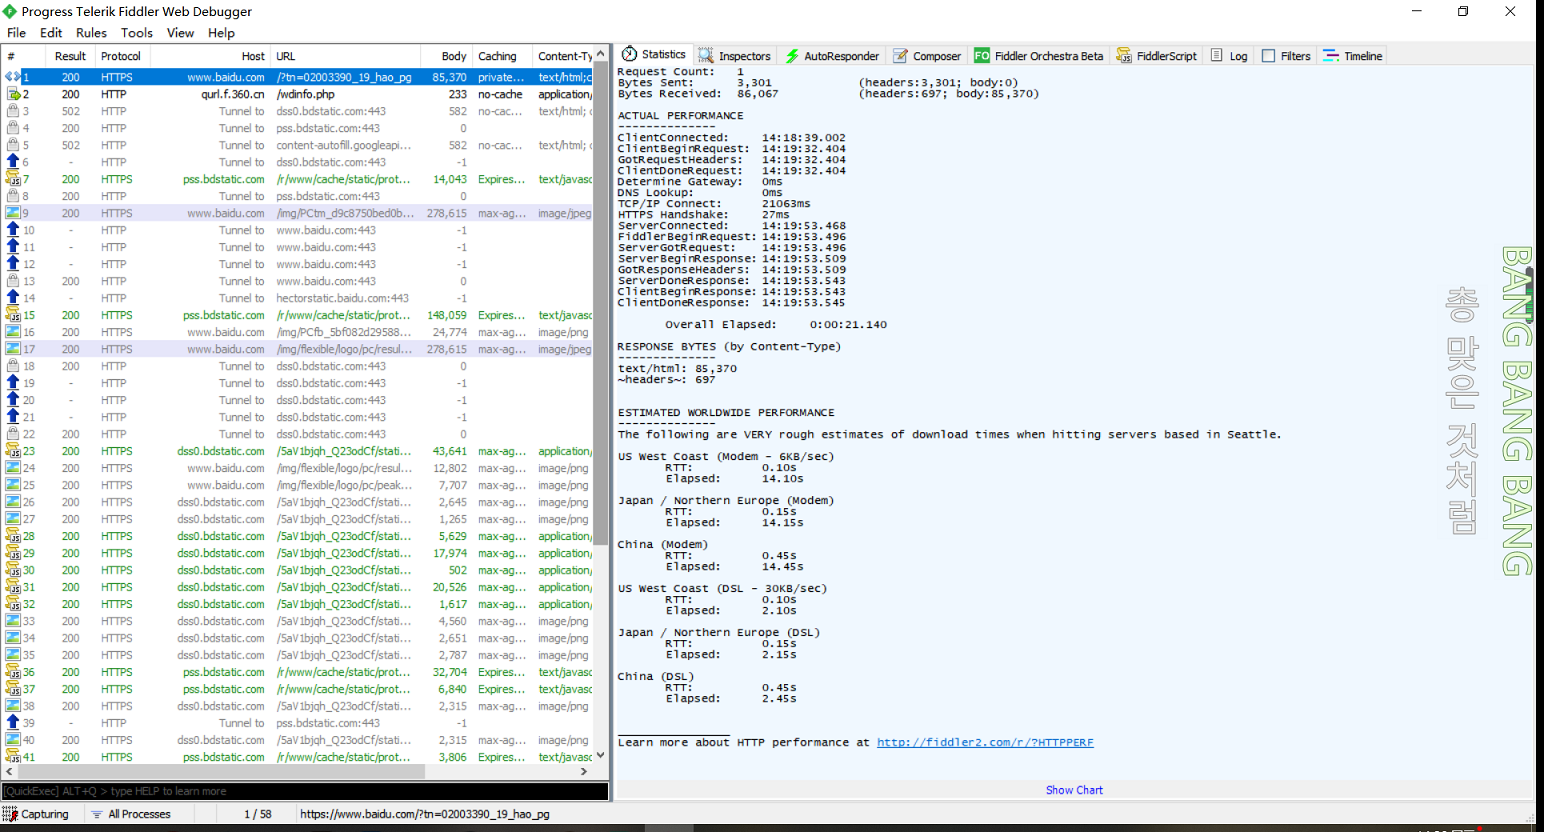 Progress Telerik Fiddler Web Debugger
File Edit Rules Tools View Help
# Result Protocol Host URL Body Caching Content-Ty
1 200 HTTPS www.baidu.com /?tn=02003390_19_hao_pg 85,370 private... text/html;c
2 200 HTTP qurl.f.360.cn /wdinfo.php 233 no-cache application/
3 502 HTTP Tunnel to dss0.bdstatic.com:443 582 no-cac... text/html; c
4 200 HTTP Tunnel to pss.bdstatic.com:443 0
5 502 HTTP Tunnel to content-autofill.googleapi... 582 no-cac... text/html; c
6 - HTTP Tunnel to dss0.bdstatic.com:443 -1
7 200 HTTPS pss.bdstatic.com /r/www/cache/static/prot... 14,043 Expires... text/javasc
8 200 HTTP Tunnel to pss.bdstatic.com:443 0
9 200 HTTPS www.baidu.com /img/PCtm_d9c8750bed0b... 278,615 max-ag... image/jpeg
10 - HTTP Tunnel to www.baidu.com:443 -1
11 - HTTP Tunnel to www.baidu.com:443 -1
12 - HTTP Tunnel to www.baidu.com:443 -1
13 200 HTTP Tunnel to www.baidu.com:443 0
14 - HTTP Tunnel to hectorstatic.baidu.com:443 -1
15 200 HTTPS pss.bdstatic.com /r/www/cache/static/prot... 148,059 Expires... text/javasc
16 200 HTTPS www.baidu.com /img/PCfb_5bf082d29588... 24,774 max-ag... image/png
17 200 HTTPS www.baidu.com /img/flexible/logo/pc/resul... 278,615 max-ag... image/jpeg
18 200 HTTP Tunnel to dss0.bdstatic.com:443 0
19 - HTTP Tunnel to dss0.bdstatic.com:443 -1
20 - HTTP Tunnel to dss0.bdstatic.com:443 -1
21 - HTTP Tunnel to dss0.bdstatic.com:443 -1
22 200 HTTP Tunnel to dss0.bdstatic.com:443 0
23 200 HTTPS dss0.bdstatic.com /5aV1bjqh_Q23odCf/stati... 43,641 max-ag... application/
24 200 HTTPS www.baidu.com /img/flexible/logo/pc/resul... 12,802 max-ag... image/png
25 200 HTTPS www.baidu.com /img/flexible/logo/pc/peak... 7,707 max-ag... image/png
26 200 HTTPS dss0.bdstatic.com /5aV1bjqh_Q23odCf/stati... 2,645 max-ag... image/png
27 200 HTTPS dss0.bdstatic.com /5aV1bjqh_Q23odCf/stati... 1,265 max-ag... image/png
28 200 HTTPS dss0.bdstatic.com /5aV1bjqh_Q23odCf/stati... 5,629 max-ag... application/
29 200 HTTPS dss0.bdstatic.com /5aV1bjqh_Q23odCf/stati... 17,974 max-ag... application/
30 200 HTTPS dss0.bdstatic.com /5aV1bjqh_Q23odCf/stati... 502 max-ag... application/
31 200 HTTPS dss0.bdstatic.com /5aV1bjqh_Q23odCf/stati... 20,526 max-ag... application/
32 200 HTTPS dss0.bdstatic.com /5aV1bjqh_Q23odCf/stati... 1,617 max-ag... application/
33 200 HTTPS dss0.bdstatic.com /5aV1bjqh_Q23odCf/stati... 4,560 max-ag... image/png
34 200 HTTPS dss0.bdstatic.com /5aV1bjqh_Q23odCf/stati... 2,651 max-ag... image/png
35 200 HTTPS dss0.bdstatic.com /5aV1bjqh_Q23odCf/stati... 2,787 max-ag... image/png
36 200 HTTPS pss.bdstatic.com /r/www/cache/static/prot... 32,704 Expires... text/javasc
37 200 HTTPS pss.bdstatic.com /r/www/cache/static/prot... 6,840 Expires... text/javasc
38 200 HTTPS dss0.bdstatic.com /5aV1bjqh_Q23odCf/stati... 2,315 max-ag... image/png
39 - HTTP Tunnel to pss.bdstatic.com:443 -1
40 200 HTTPS dss0.bdstatic.com /5aV1bjqh_Q23odCf/stati... 2,315 max-ag... image/png
41 200 HTTPS pss.bdstatic.com /r/www/cache/static/prot... 3,806 Expires... text/javasc
[QuickExec] ALT+Q > type HELP to learn more
Capturing All Processes 1 / 58 https://www.baidu.com/?tn=02003390_19_hao_pg
Statistics Inspectors AutoResponder Composer FO Fiddler Orchestra Beta FiddlerScript Log Filters Timeline
Request Count: 1
Bytes Sent: 3,301 (headers:3,301; body:0)
Bytes Received: 86,067 (headers:697; body:85,370)
ACTUAL PERFORMANCE
--------------
ClientConnected: 14:18:39.002
ClientBeginRequest: 14:19:32.404
GotRequestHeaders: 14:19:32.404
ClientDoneRequest: 14:19:32.404
Determine Gateway: 0ms
DNS Lookup: 0ms
TCP/IP Connect: 21063ms
HTTPS Handshake: 27ms
ServerConnected: 14:19:53.468
FiddlerBeginRequest: 14:19:53.496
ServerGotRequest: 14:19:53.496
ServerBeginResponse: 14:19:53.509
GotResponseHeaders: 14:19:53.509
ServerDoneResponse: 14:19:53.543
ClientBeginResponse: 14:19:53.543
ClientDoneResponse: 14:19:53.545
Overall Elapsed: 0:00:21.140
RESPONSE BYTES (by Content-Type)
--------------
text/html: 85,370
~headers~: 697
ESTIMATED WORLDWIDE PERFORMANCE
--------------
The following are VERY rough estimates of download times when hitting servers based in Seattle.
US West Coast (Modem - 6KB/sec)
RTT: 0.10s
Elapsed: 14.10s
Japan / Northern Europe (Modem)
RTT: 0.15s
Elapsed: 14.15s
China (Modem)
RTT: 0.45s
Elapsed: 14.45s
US West Coast (DSL - 30KB/sec)
RTT: 0.10s
Elapsed: 2.10s
Japan / Northern Europe (DSL)
RTT: 0.15s
Elapsed: 2.15s
China (DSL)
RTT: 0.45s
Elapsed: 2.45s
Learn more about HTTP performance at http://fiddler2.com/r/?HTTPPERF
Show Chart
BANG BANG BANG
총 맞은 것처럼